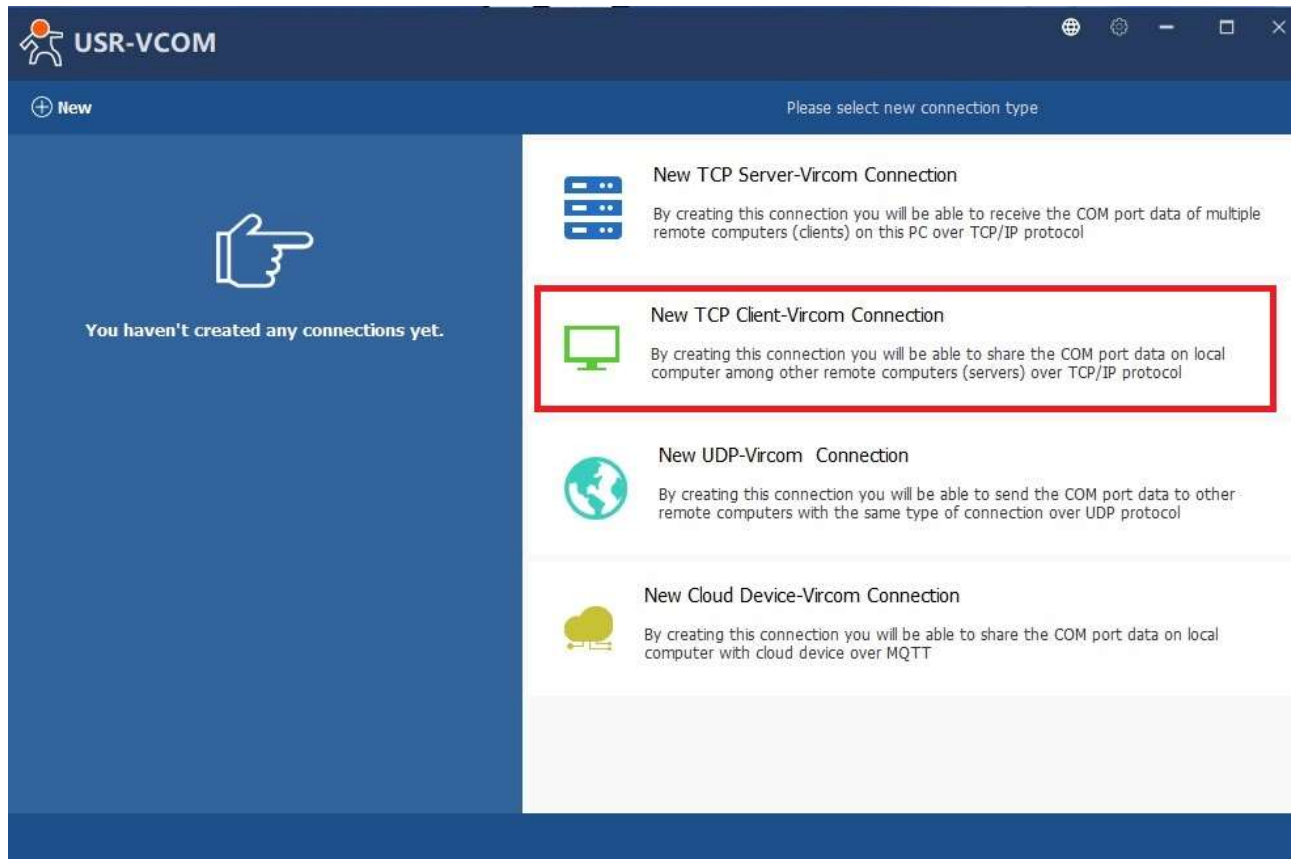 USR-VCOM
New
Please select new connection type
You haven't created any connections yet.
New TCP Server-Vircom Connection
By creating this connection you will be able to receive the COM port data of multiple
remote computers (clients) on this PC over TCP/IP protocol
New TCP Client-Vircom Connection
By creating this connection you will be able to share the COM port data on local
computer among other remote computers (servers) over TCP/IP protocol
New UDP-Vircom  Connection
By creating this connection you will be able to send the COM port data to other
remote computers with the same type of connection over UDP protocol
New Cloud Device-Vircom Connection
By creating this connection you will be able to share the COM port data on local
computer with cloud device over MQTT